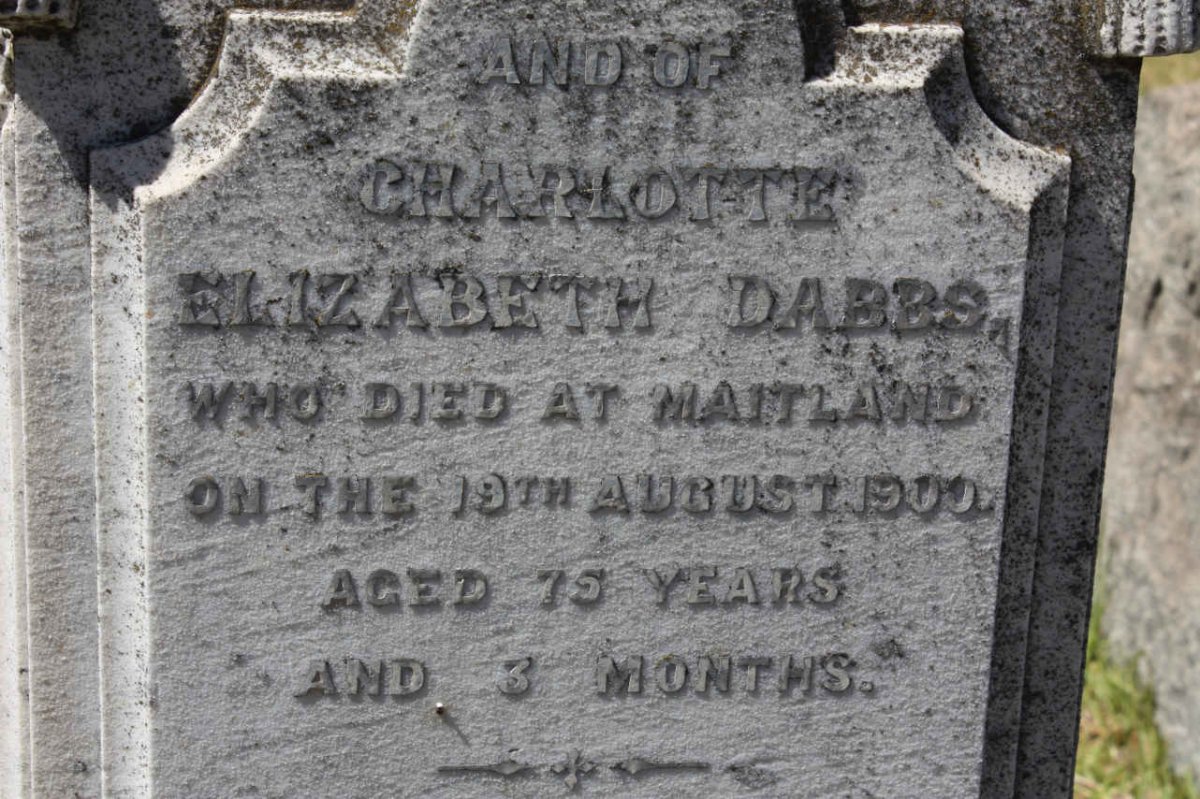 AND OF
CHARLOTTE
ELIZABETH DABBS,
WHO DIED AT MAITLAND
ON THE 19TH AUGUST 1900.
AGED 75 YEARS
AND 3 MONTHS.